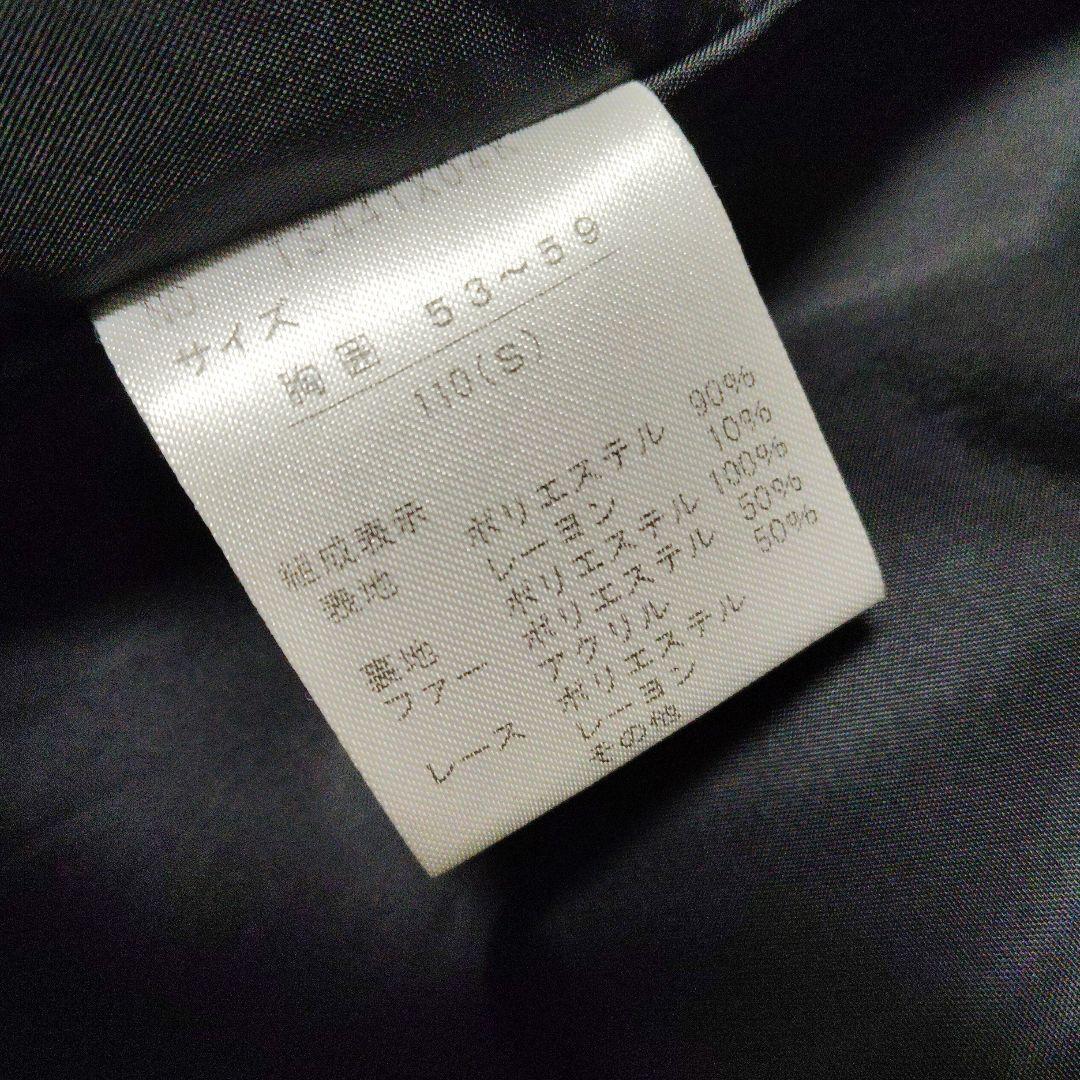 サイズ
胸囲 53~59
110(S)
組成表示
表地 ポリエステル 90%
レーヨン 10%
裏地 ポリエステル 100%
ファー ポリエステル 50%
アクリル 50%
レース ポリエステル
レーヨン
その他